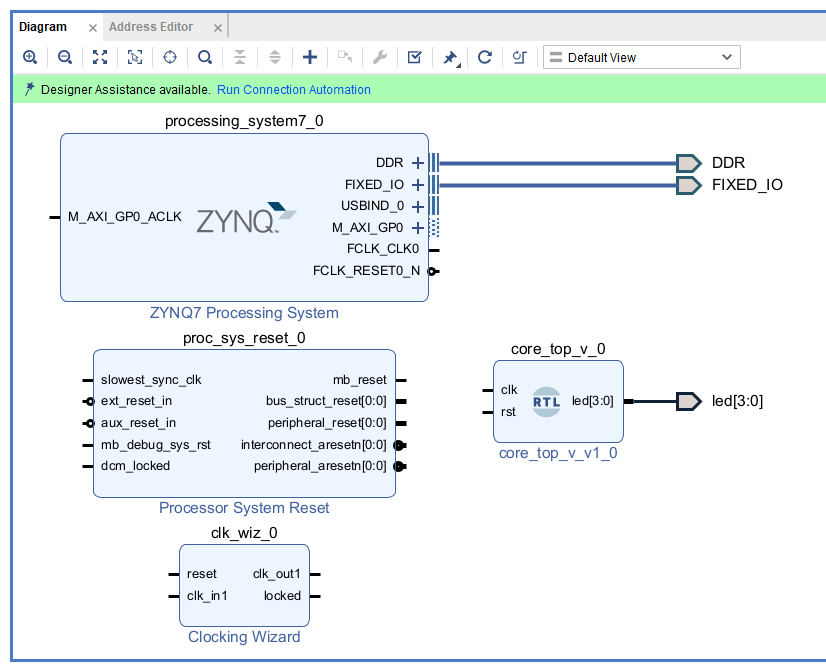 Diagram
Address Editor
Default View
Designer Assistance available. Run Connection Automation
processing_system7_0
DDR
FIXED_IO
USBIND_0
M_AXI_GP0_ACLK
ZYNQ
M_AXI_GP0
FCLK_CLK0
FCLK_RESET0_N
ZYNQ7 Processing System
DDR
FIXED_IO
proc_sys_reset_0
slowest_sync_clk
mb_reset
ext_reset_in
bus_struct_reset[0:0]
aux_reset_in
peripheral_reset[0:0]
mb_debug_sys_rst
interconnect_aresetn[0:0]
dcm_locked
peripheral_aresetn[0:0]
Processor System Reset
core_top_v_0
clk
rst
RTL
led[3:0]
led[3:0]
core_top_v_v1_0
clk_wiz_0
reset
clk_out1
clk_in1
locked
Clocking Wizard